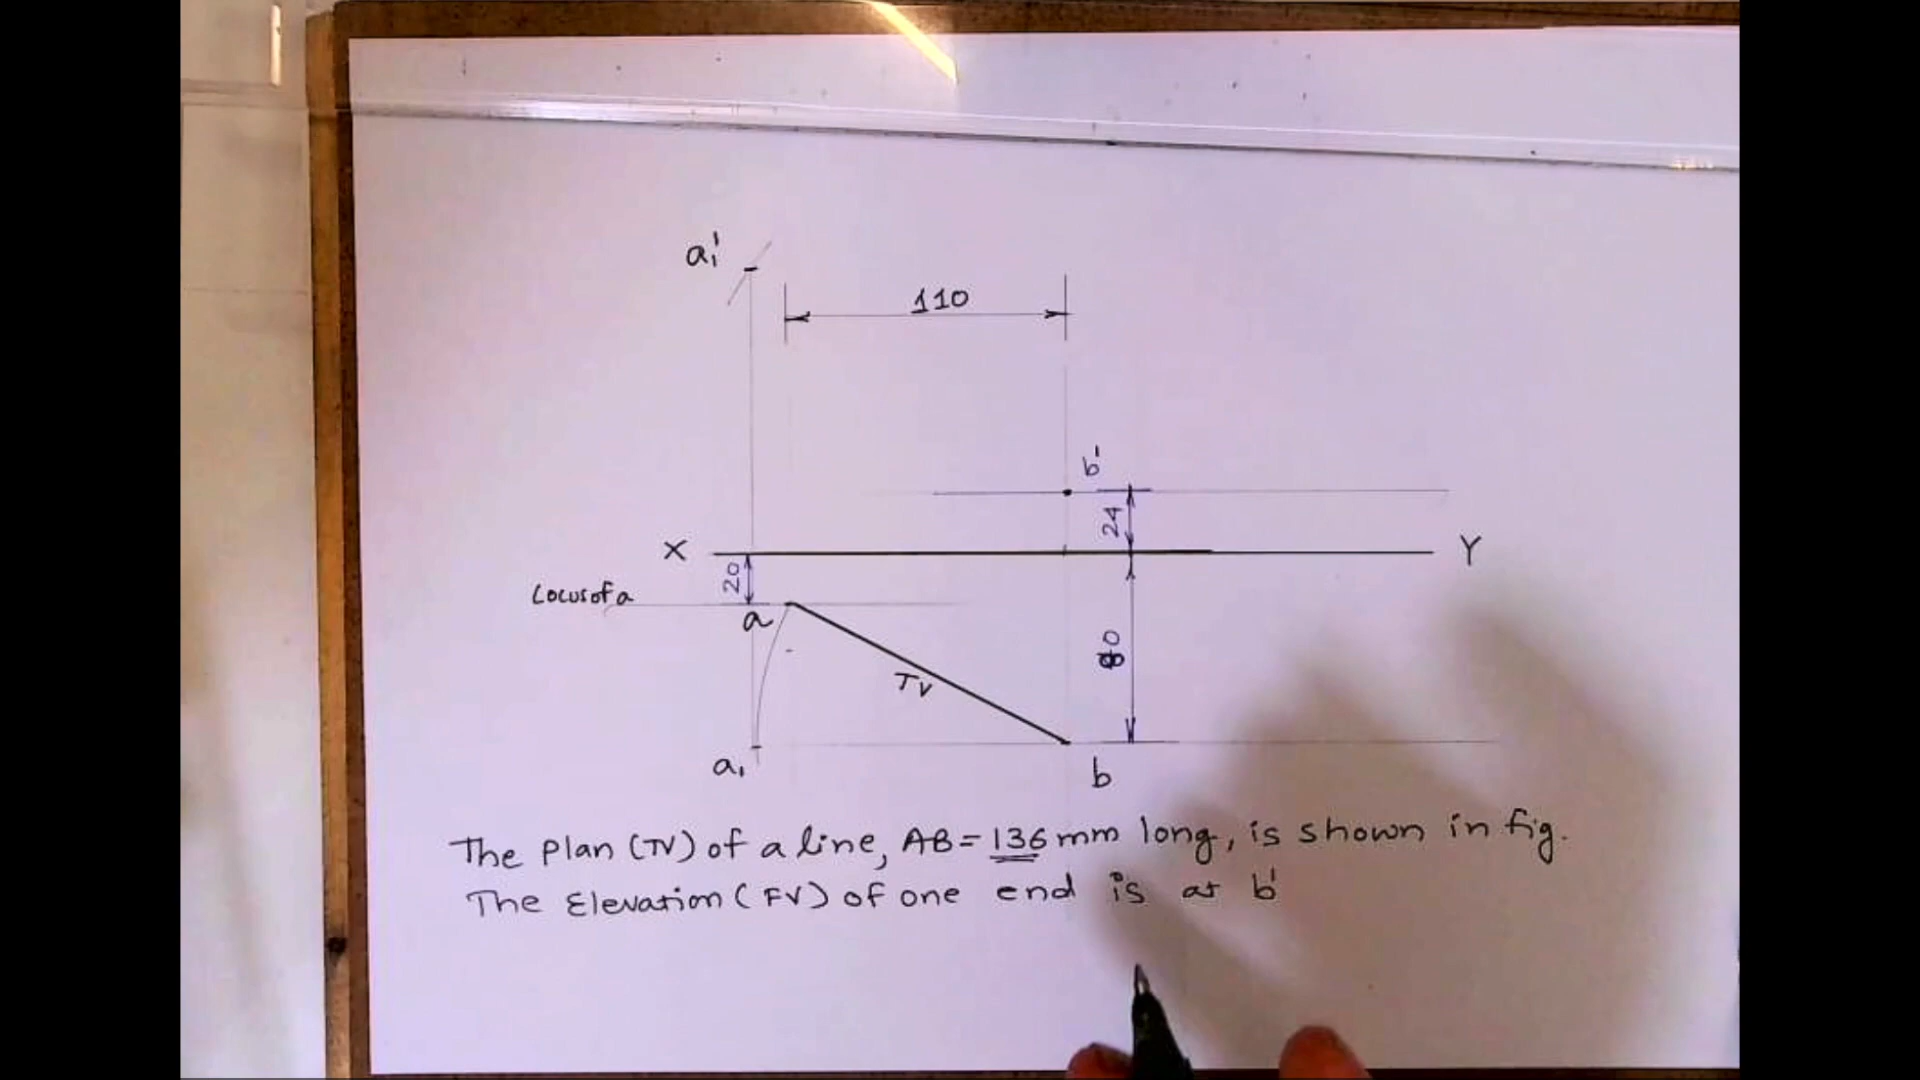 a₁'
110
b'
24
X
Y
20
Locus of a
a
TV
a₁
b
The Plan (TV) of a line, AB = 136 mm long, is shown in fig.
The Elevation (FV) of one end is at b'